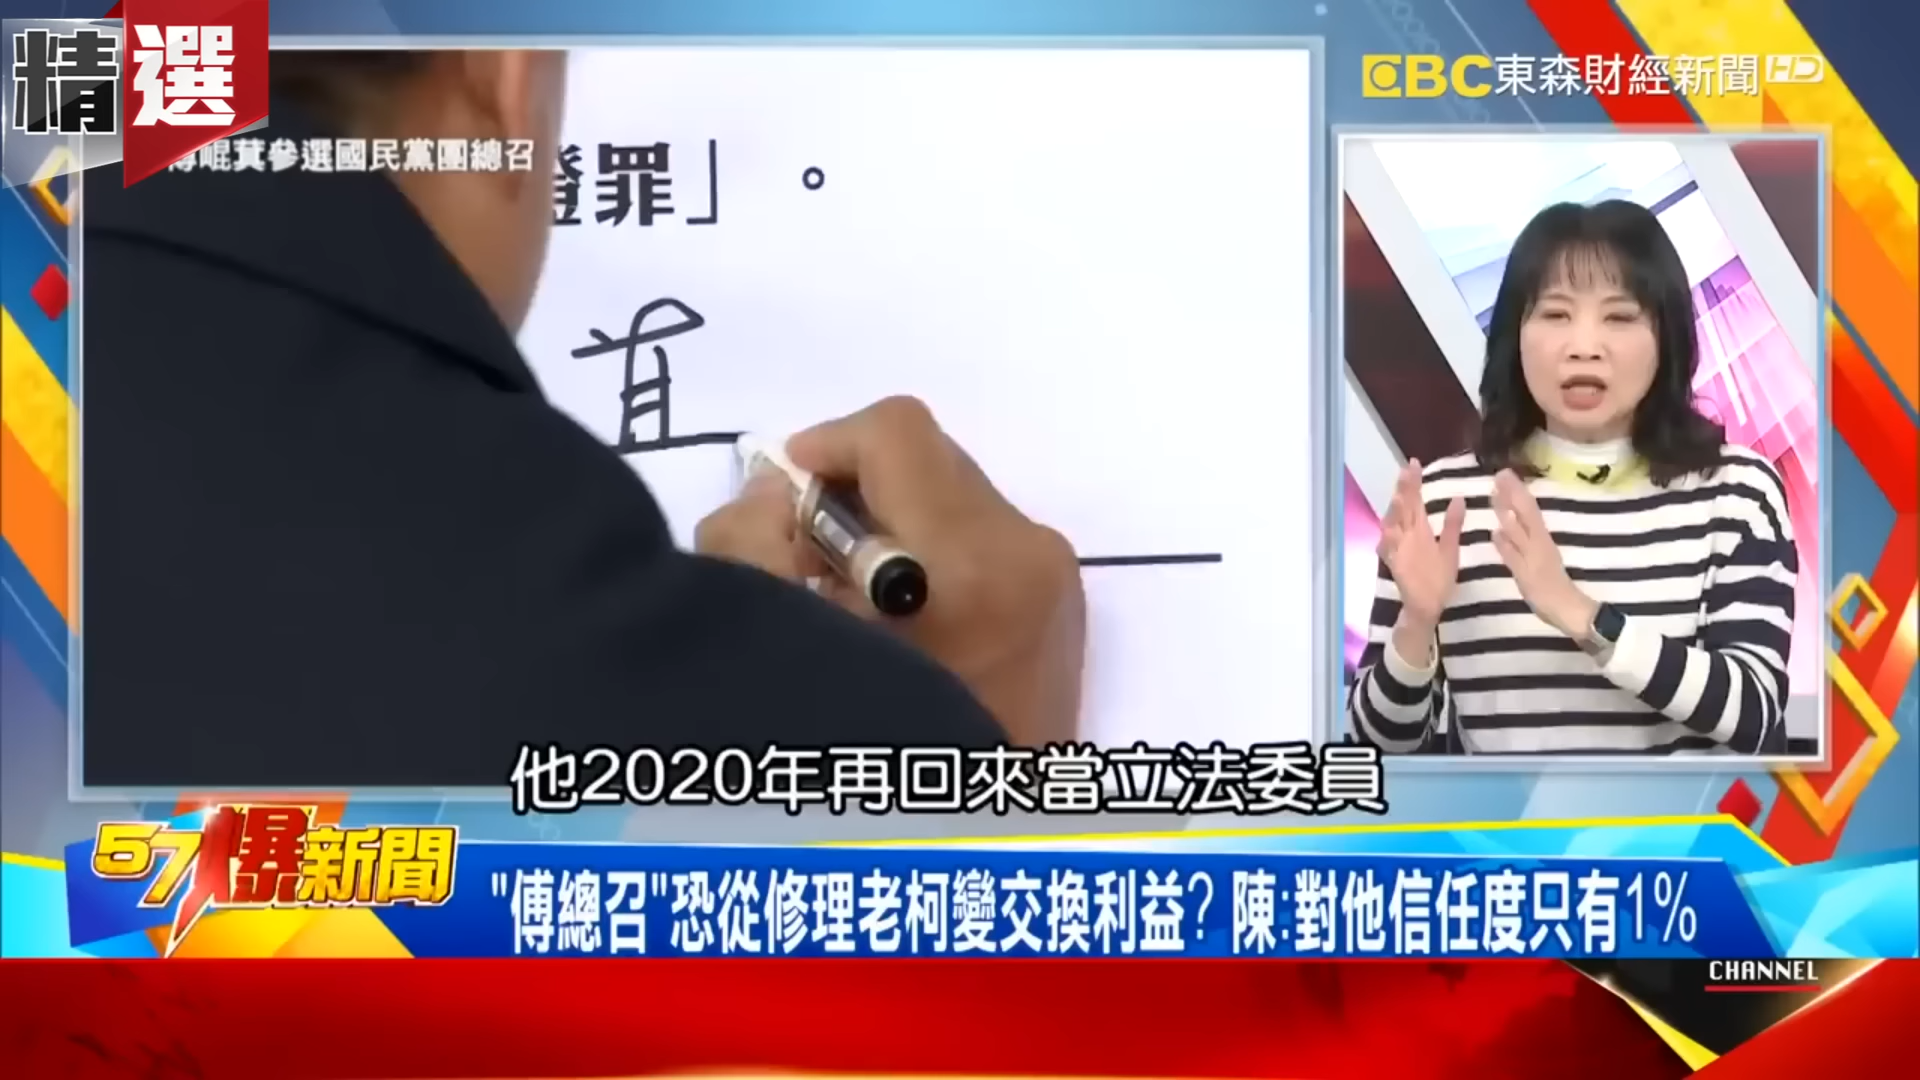 精選
EBC東森財經新聞HD
傅崐萁參選國民黨團總召
證罪」。
他2020年再回來當立法委員
57爆新聞
"傅總召"恐從修理老柯變交換利益？陳:對他信任度只有1%
CHANNEL